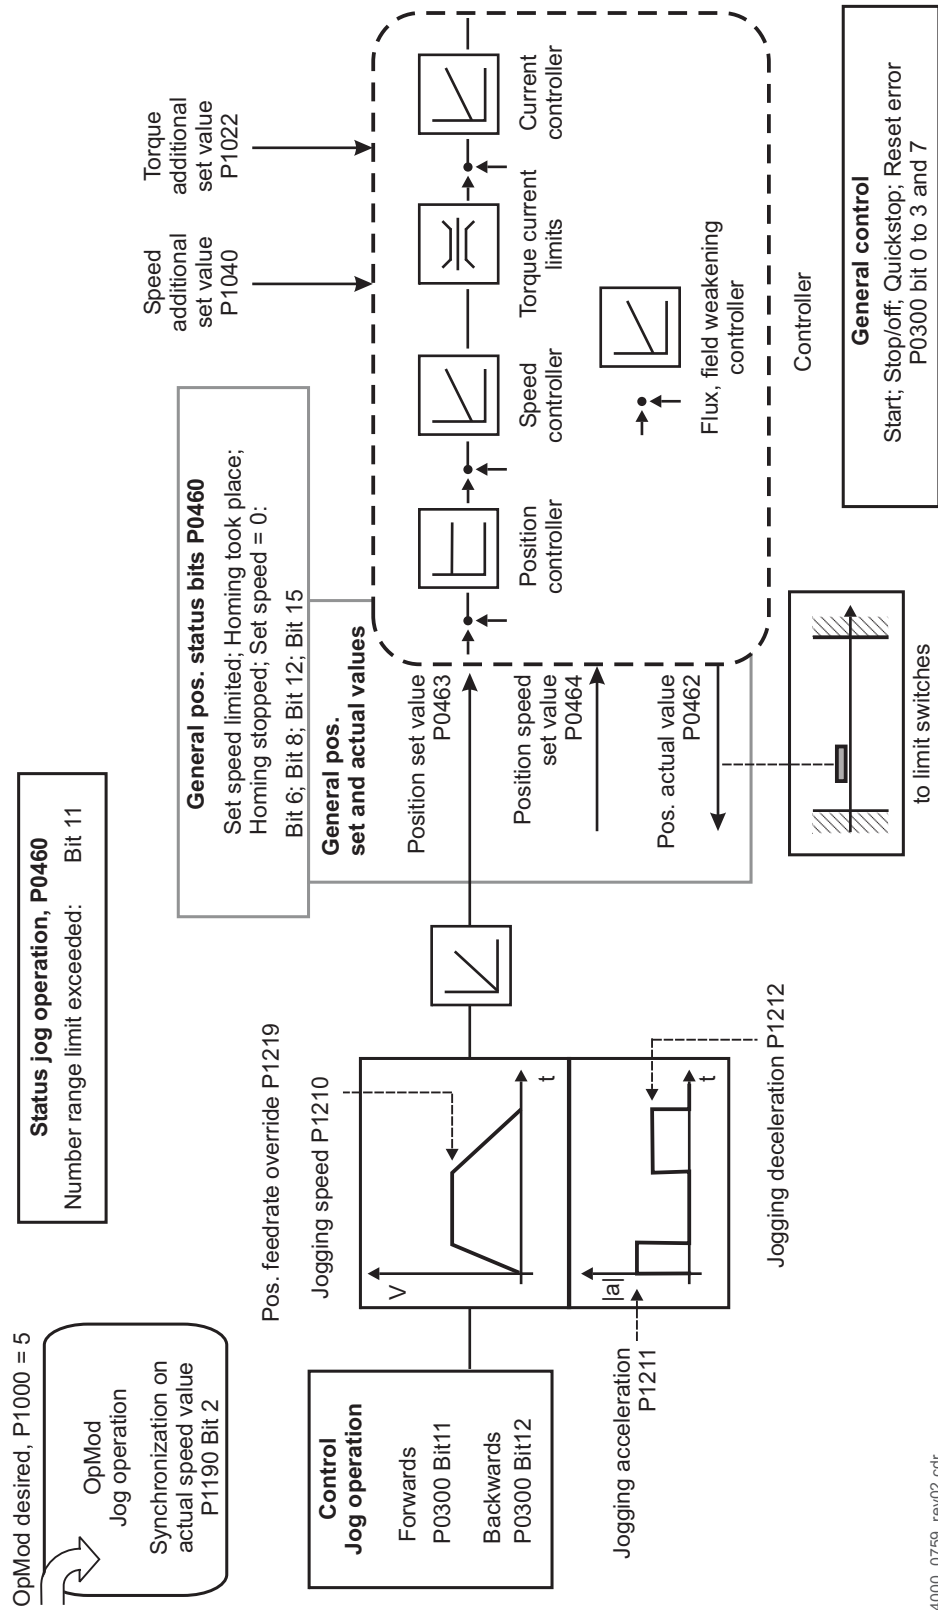 OpMod desired, P1000 = 5
OpMod
Jog operation
Synchronization on
actual speed value
P1190 Bit 2
Status jog operation, P0460
Number range limit exceeded: Bit 11
General pos. status bits P0460
Set speed limited; Homing took place;
Homing stopped; Set speed = 0:
Bit 6; Bit 8; Bit 12; Bit 15
Speed
additional
set value
P1040
Torque
additional
set value
P1022
Control
Jog operation
Forwards
P0300 Bit11
Backwards
P0300 Bit12
Pos. feedrate override P1219
Jogging speed P1210
V
t
|a|
t
Jogging acceleration
P1211
Jogging deceleration P1212
General pos.
set and actual values
Position set value
P0463
Position speed
set value
P0464
Pos. actual value
P0462
to limit switches
Position
controller
Speed
controller
Torque current
limits
Current
controller
Flux, field weakening
controller
Controller
General control
Start; Stop/off; Quickstop; Reset error
P0300 bit 0 to 3 and 7
4000_0759_rev02.cdr